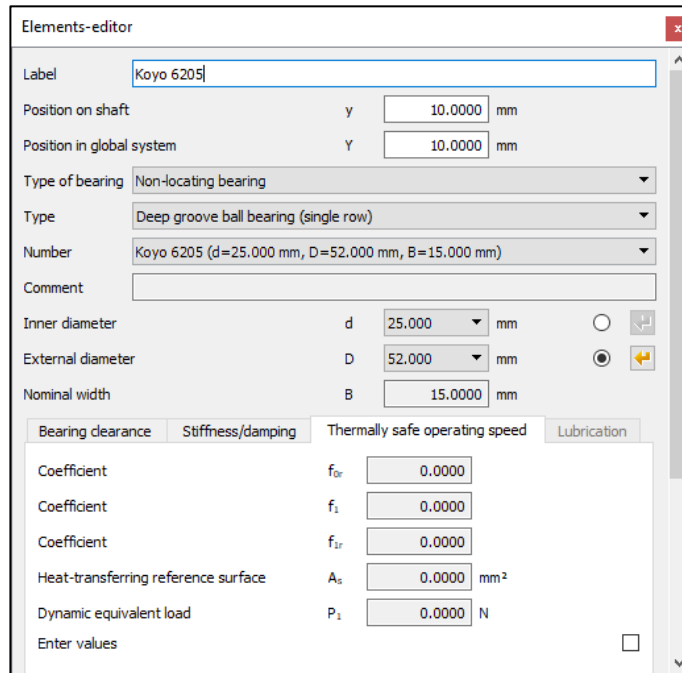 Elements-editor x
Label Koyo 6205
Position on shaft y 10.0000 mm
Position in global system Y 10.0000 mm
Type of bearing Non-locating bearing
Type Deep groove ball bearing (single row)
Number Koyo 6205 (d=25.000 mm, D=52.000 mm, B=15.000 mm)
Comment
Inner diameter d 25.000 mm
External diameter D 52.000 mm
Nominal width B 15.0000 mm
Bearing clearance Stiffness/damping Thermally safe operating speed Lubrication
Coefficient f₀ᵣ 0.0000
Coefficient f₁ 0.0000
Coefficient f₁ᵣ 0.0000
Heat-transferring reference surface Aₛ 0.0000 mm²
Dynamic equivalent load P₁ 0.0000 N
Enter values